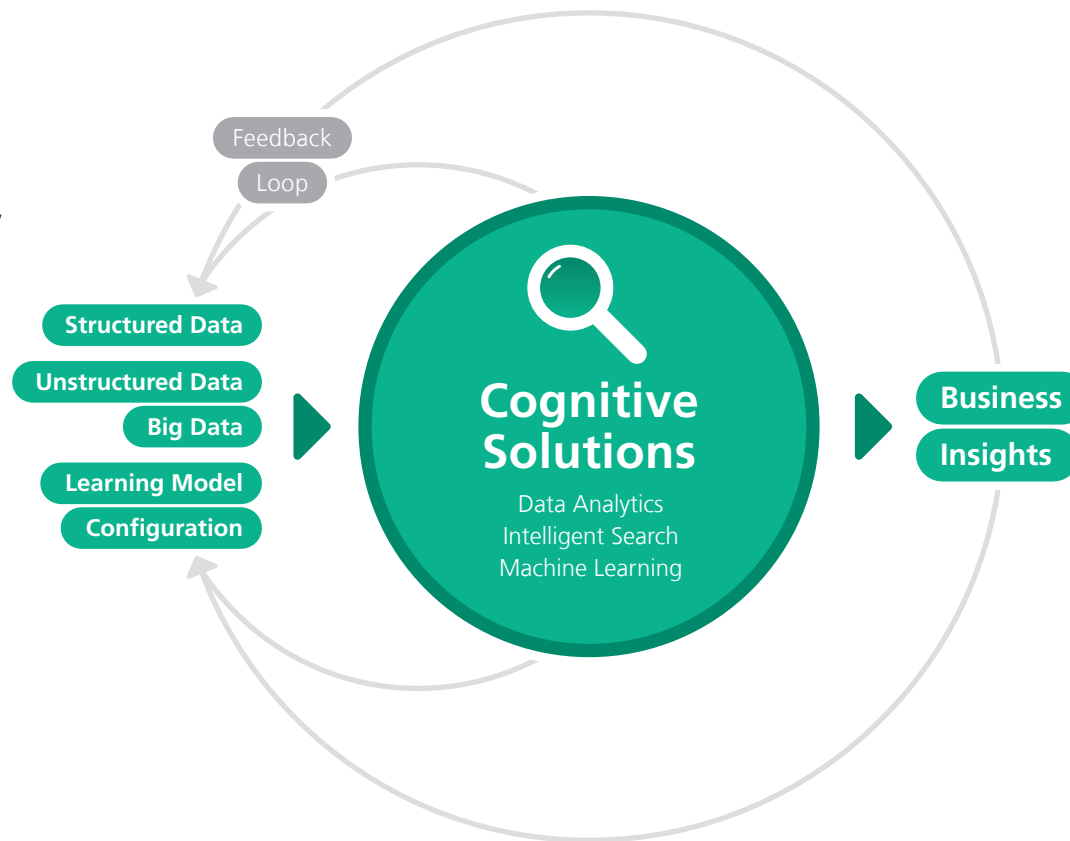 Feedback
Loop
Structured Data
Unstructured Data
Big Data
Learning Model
Configuration
Cognitive
Solutions
Data Analytics
Intelligent Search
Machine Learning
Business
Insights